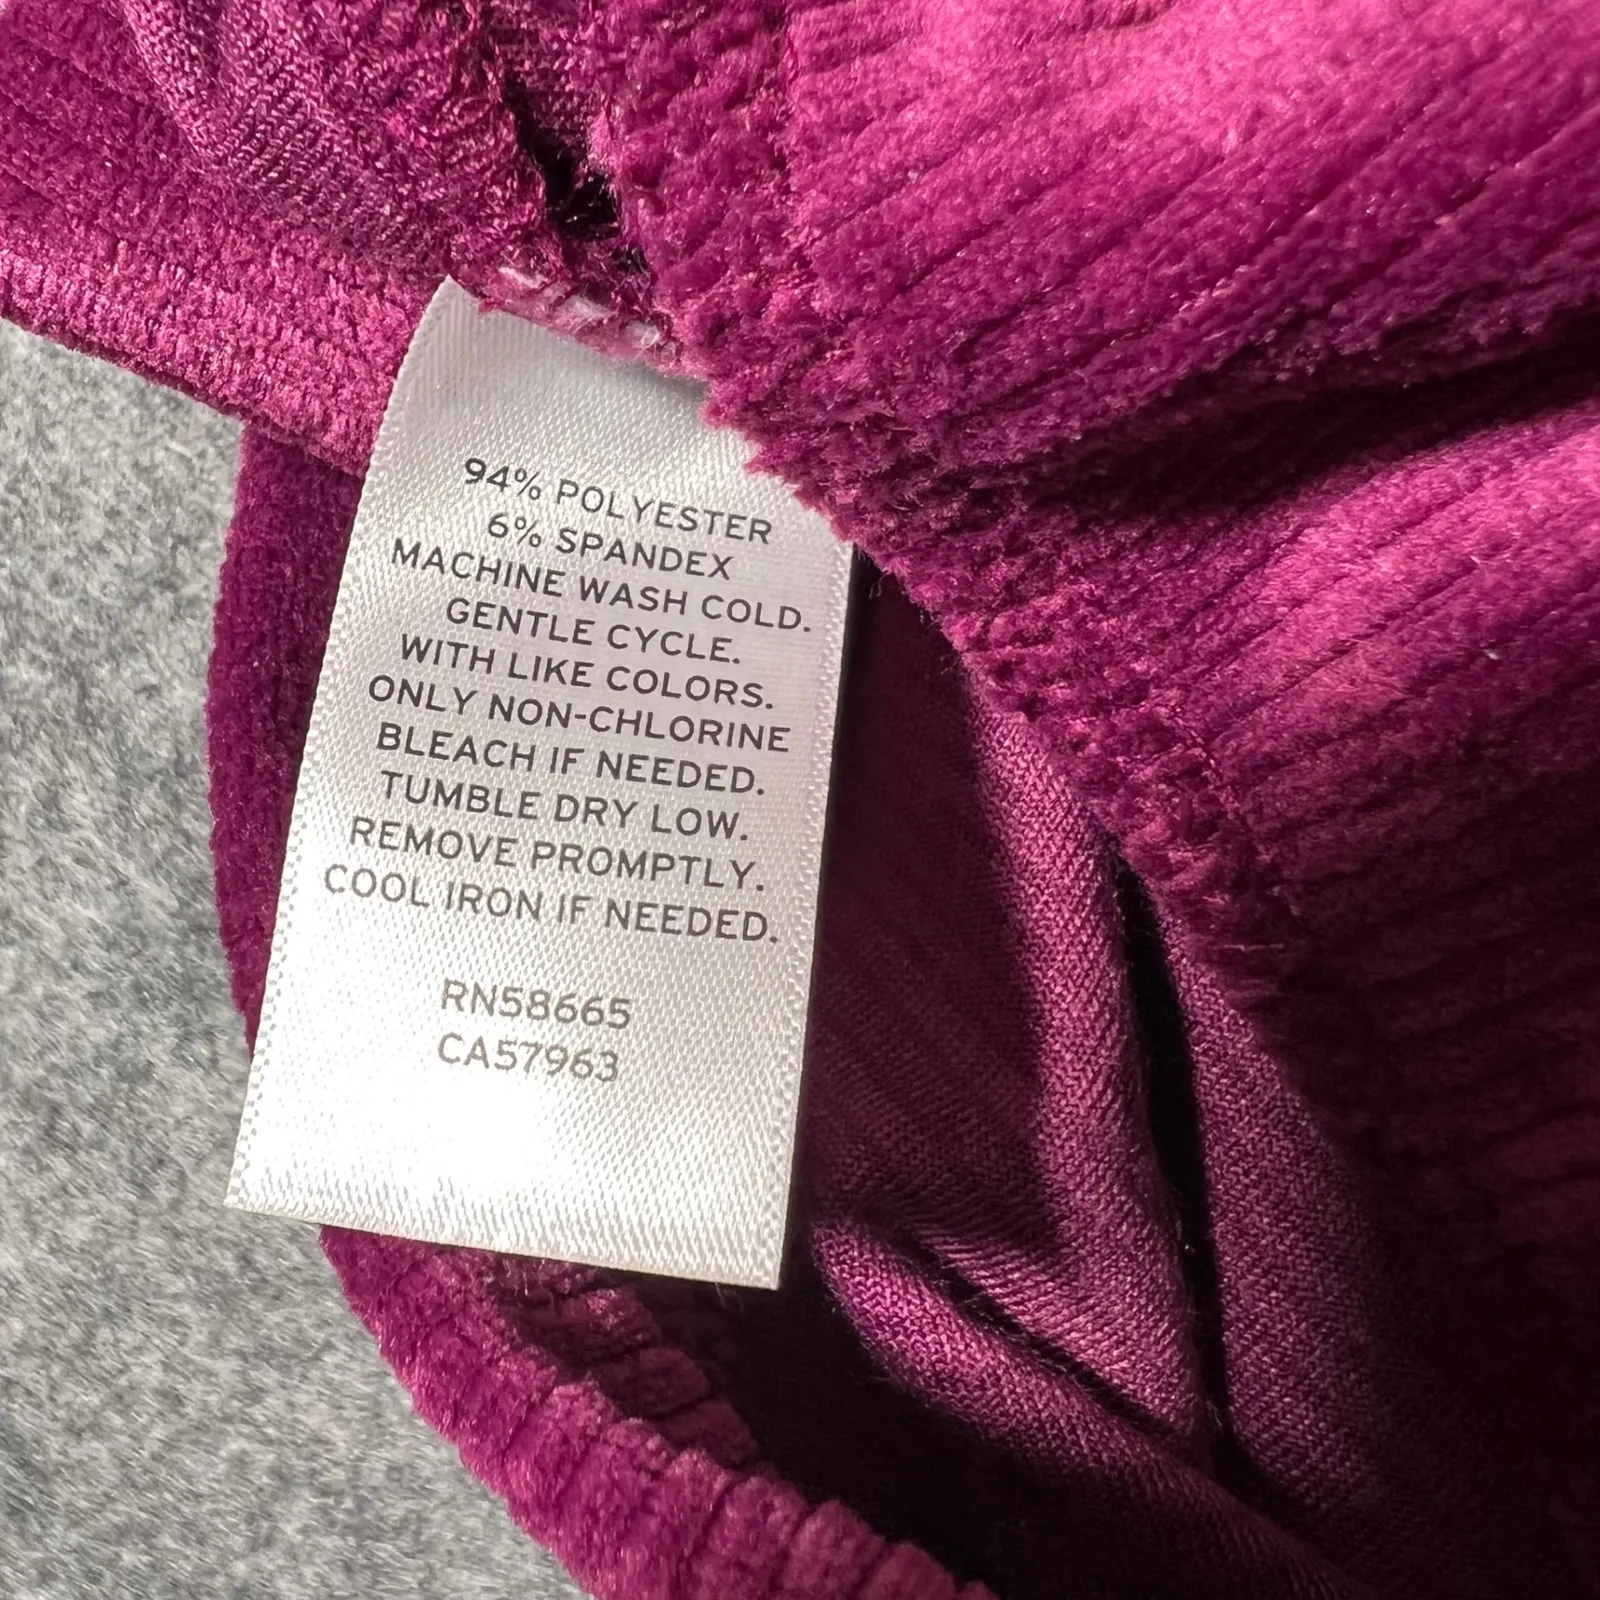 94% POLYESTER
6% SPANDEX
MACHINE WASH COLD.
GENTLE CYCLE.
WITH LIKE COLORS.
ONLY NON-CHLORINE
BLEACH IF NEEDED.
TUMBLE DRY LOW.
REMOVE PROMPTLY.
COOL IRON IF NEEDED.
RN58665
CA57963